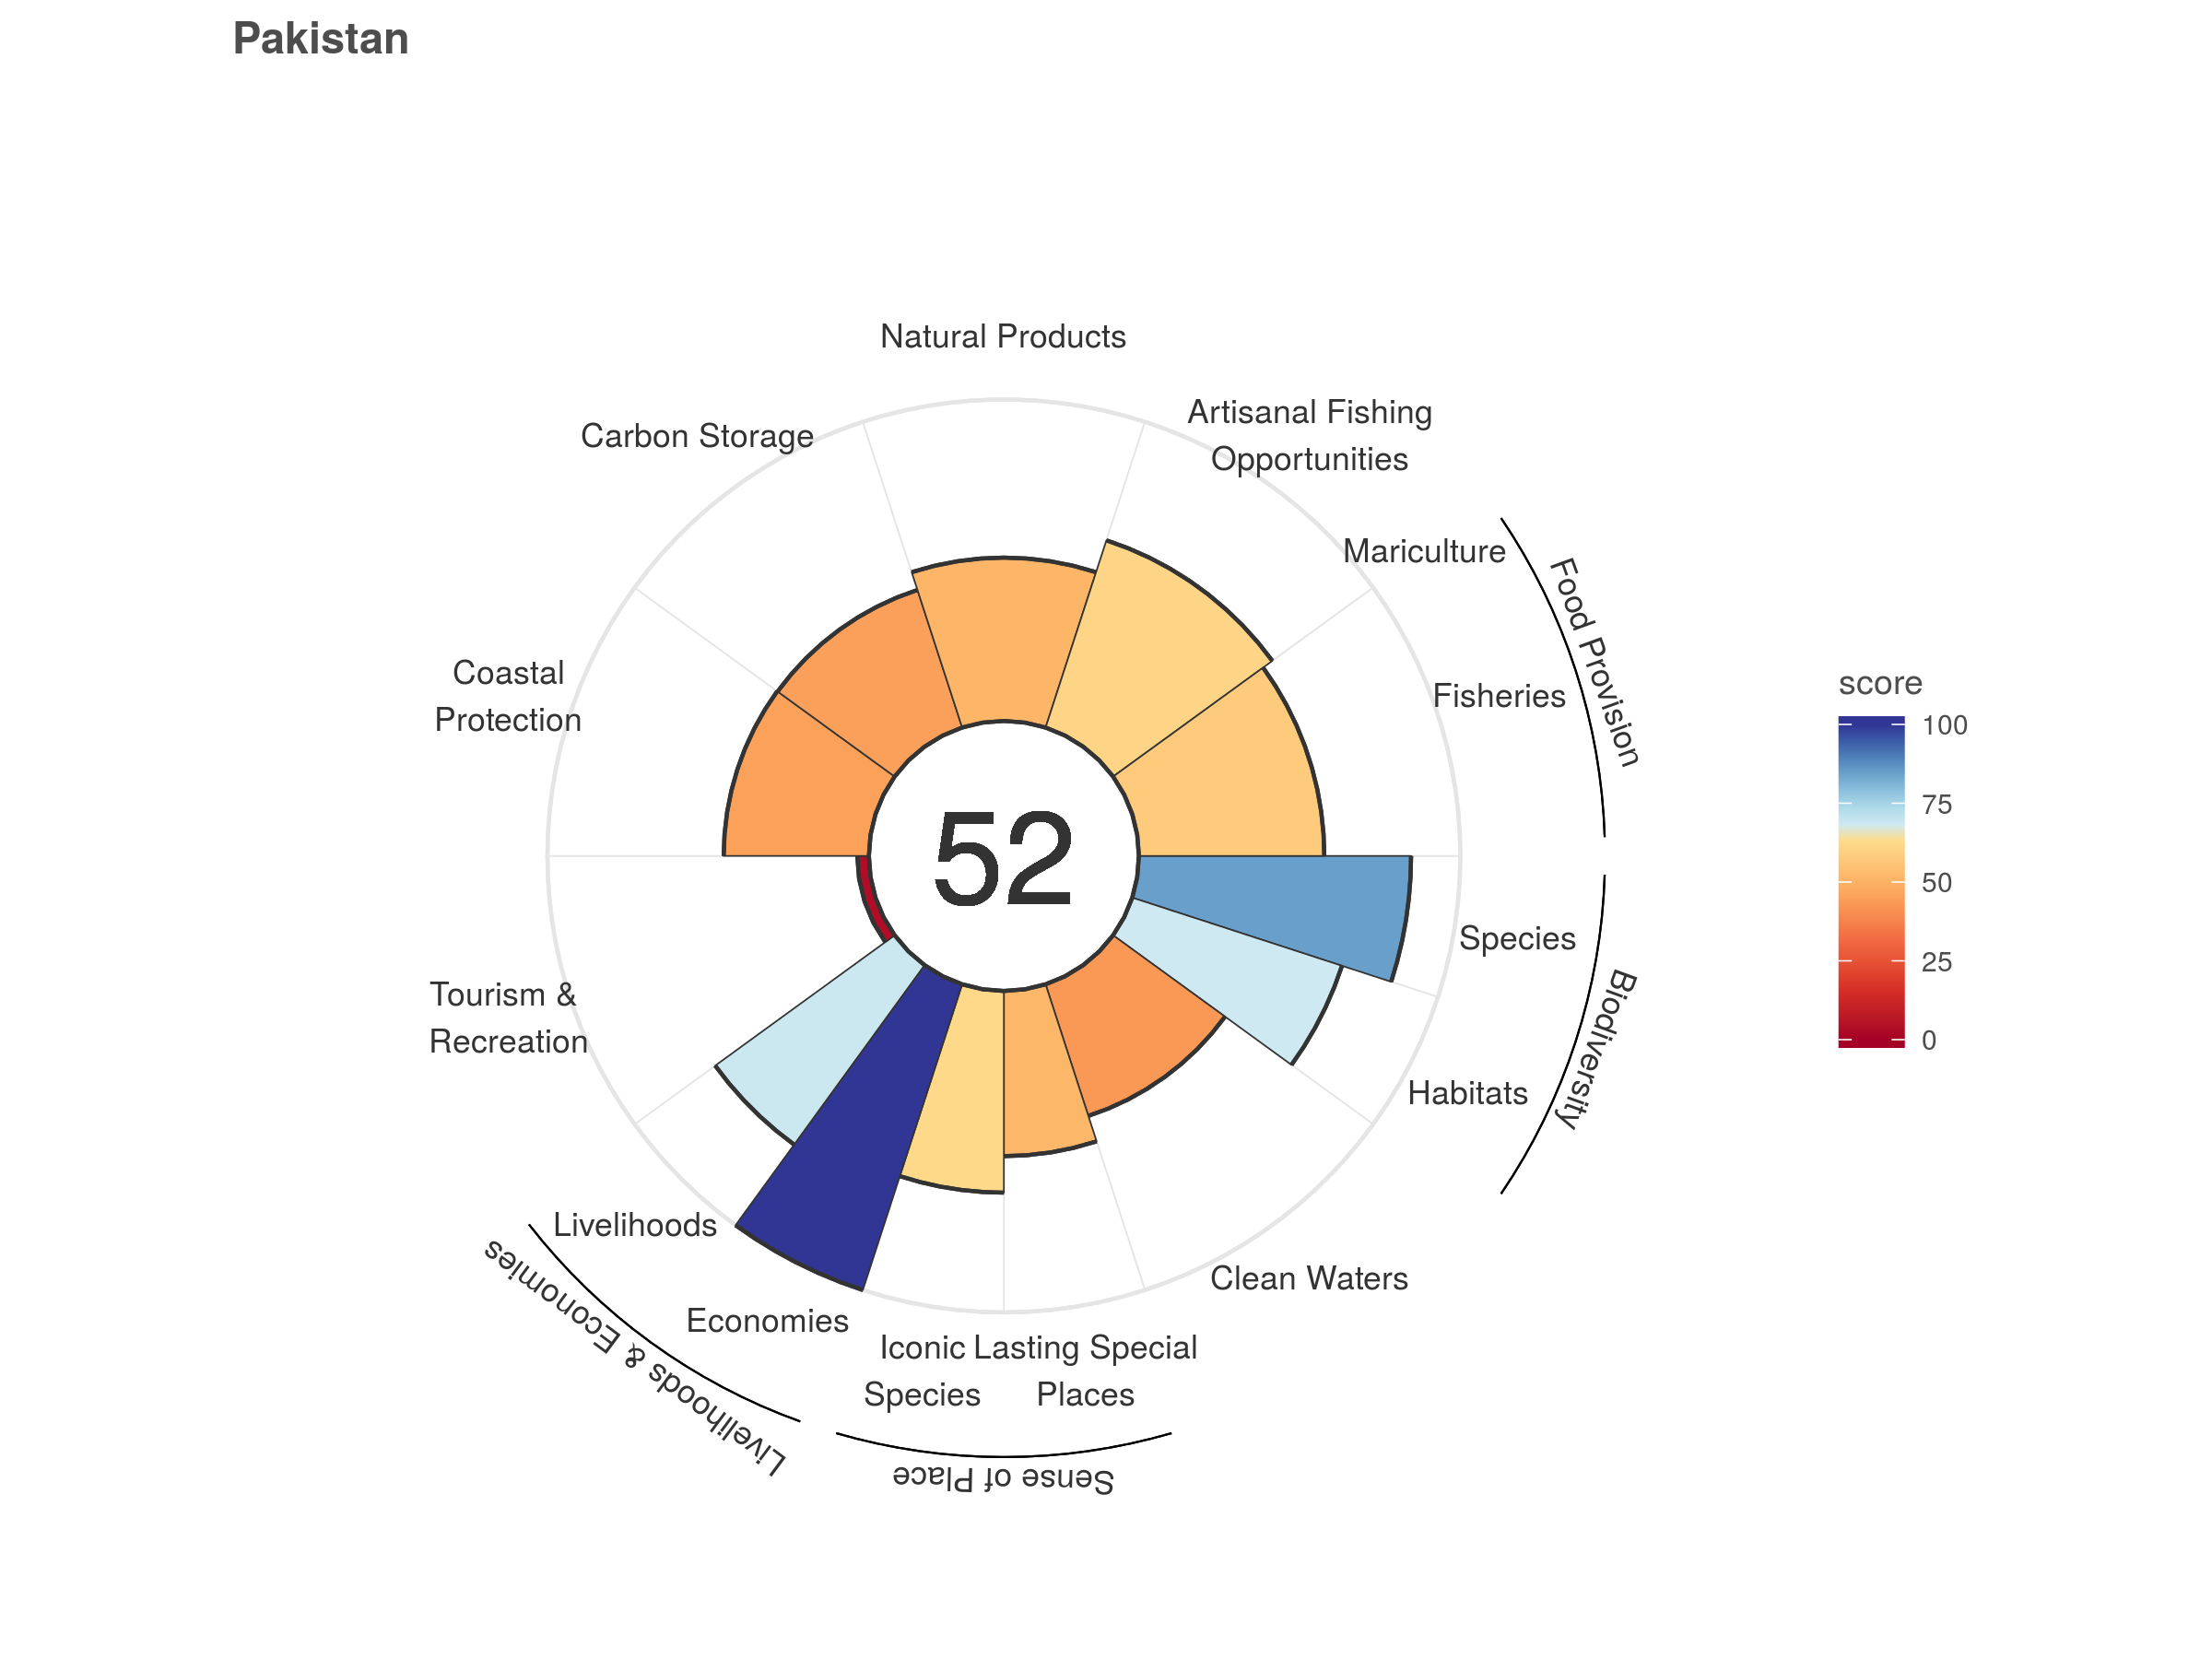 Pakistan
Natural Products
Artisanal Fishing
Opportunities
Carbon Storage
Mariculture
Food Provision
Fisheries
Coastal
Protection
score
100
75
50
25
0
52
Species
Biodiversity
Habitats
Tourism &
Recreation
Livelihoods
Economies
Livelihoods & Economies
Clean Waters
Iconic
Species
Lasting Special
Places
Sense of Place